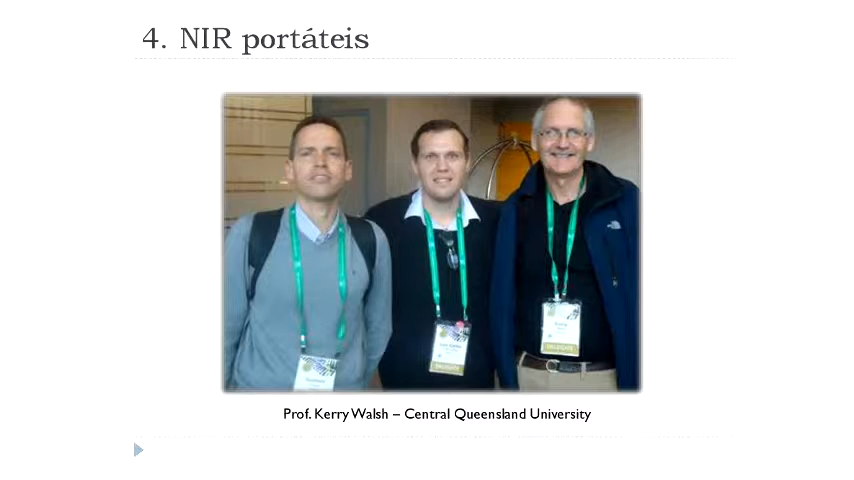 4. NIR portáteis
Prof. Kerry Walsh – Central Queensland University